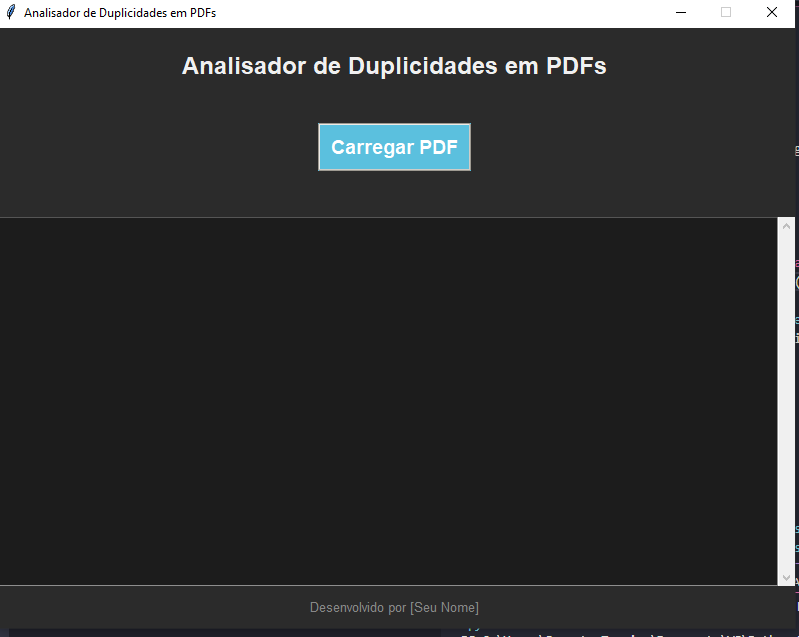 Analisador de Duplicidades em PDFs
Analisador de Duplicidades em PDFs
Carregar PDF
Desenvolvido por [Seu Nome]